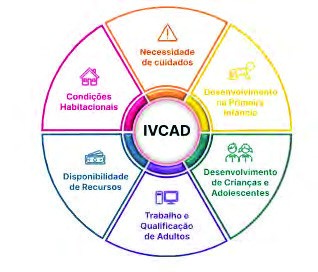 Necessidade
de cuidados
Desenvolvimento
na Primeira
Infância
Desenvolvimento
de Crianças e
Adolescentes
Trabalho e
Qualificação
de Adultos
Disponibilidade
de Recursos
Condições
Habitacionais
IVCAD